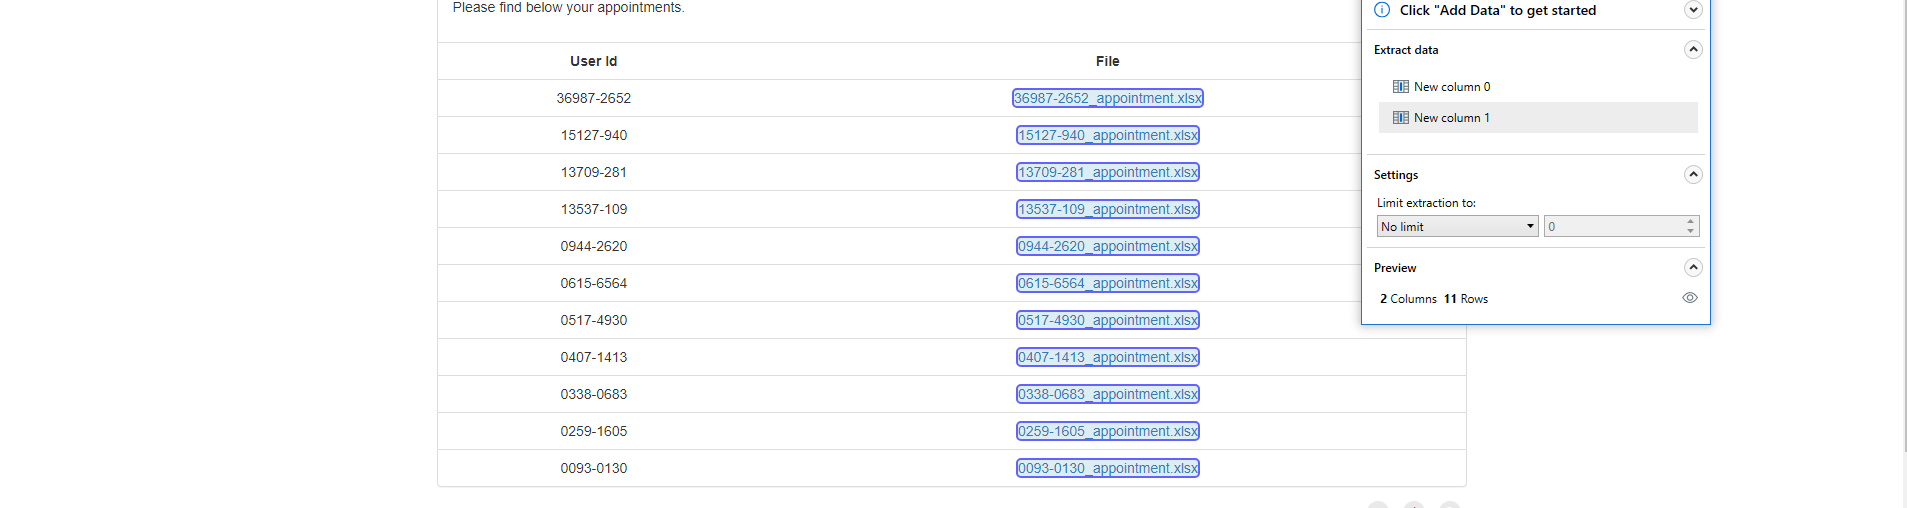 Please find below your appointments.
User Id File
36987-2652 36987-2652_appointment.xlsx
15127-940 15127-940_appointment.xlsx
13709-281 13709-281_appointment.xlsx
13537-109 13537-109_appointment.xlsx
0944-2620 0944-2620_appointment.xlsx
0615-6564 0615-6564_appointment.xlsx
0517-4930 0517-4930_appointment.xlsx
0407-1413 0407-1413_appointment.xlsx
0338-0683 0338-0683_appointment.xlsx
0259-1605 0259-1605_appointment.xlsx
0093-0130 0093-0130_appointment.xlsx
Click "Add Data" to get started
Extract data
New column 0
New column 1
Settings
Limit extraction to:
No limit 0
Preview
2 Columns 11 Rows